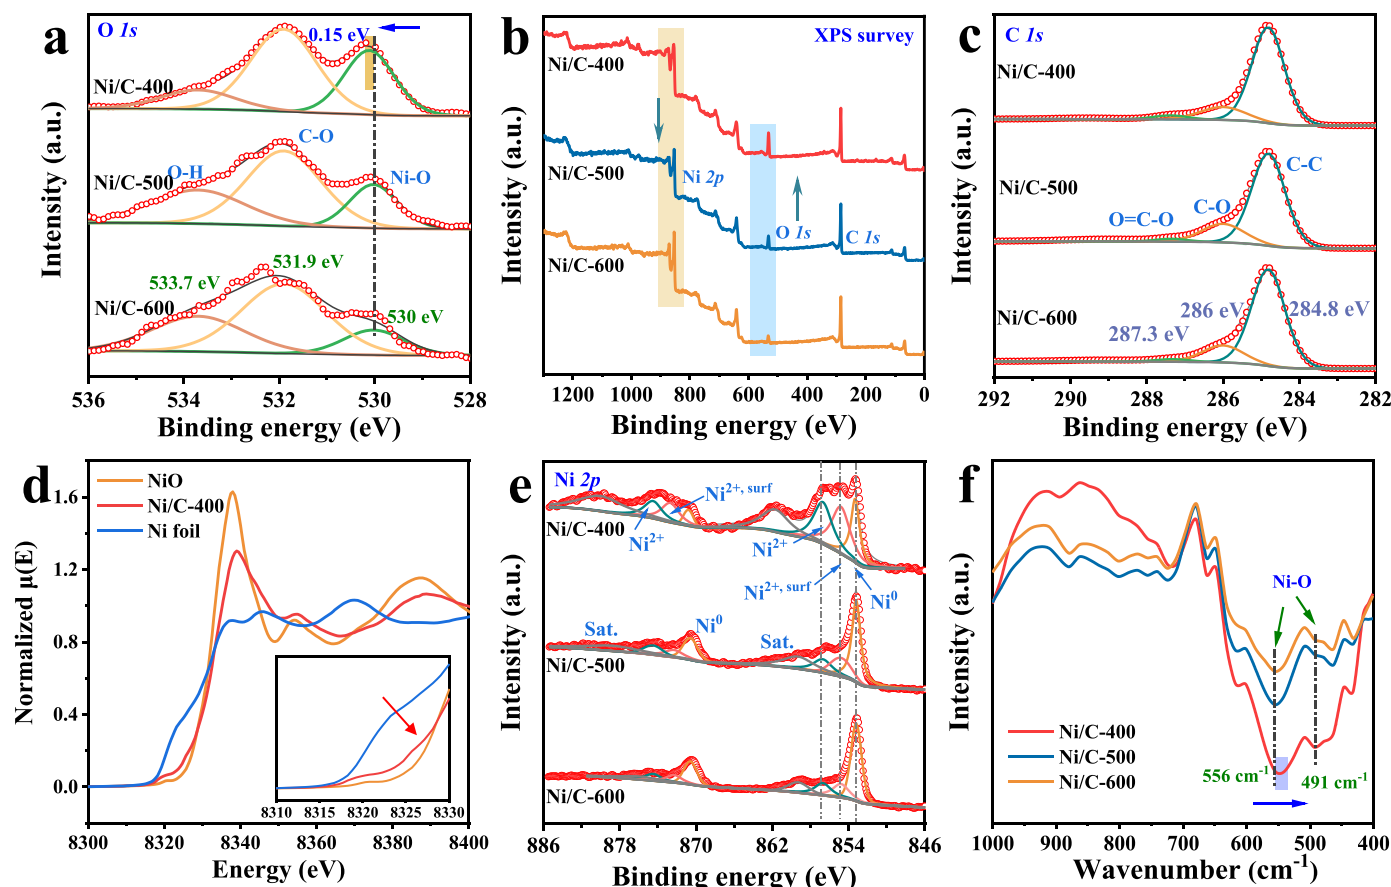 a
O 1s
0.15 eV
Ni/C-400
C-O
O-H
Ni-O
Ni/C-500
531.9 eV
533.7 eV
530 eV
Ni/C-600
536
534
532
530
528
Binding energy (eV)
Intensity (a.u.)
b
XPS survey
Ni/C-400
Ni/C-500
Ni 2p
O 1s
C 1s
Ni/C-600
1200
1000
800
600
400
200
0
Binding energy (eV)
Intensity (a.u.)
c
C 1s
Ni/C-400
C-C
Ni/C-500
C-O
O=C-O
286 eV
284.8 eV
287.3 eV
Ni/C-600
292
290
288
286
284
282
Binding energy (eV)
Intensity (a.u.)
d
NiO
Ni/C-400
Ni foil
1.6
1.2
0.8
0.4
0.0
8310
8315
8320
8325
8330
8300
8320
8340
8360
8380
8400
Energy (eV)
Normalized μ(E)
e
Ni 2p
Ni2+, surf
Ni/C-400
Ni2+
Ni2+
Ni2+, surf
Ni0
Ni0
Sat.
Sat.
Ni/C-500
Ni/C-600
886
878
870
862
854
846
Binding energy (eV)
Intensity (a.u.)
f
Ni-O
Ni/C-400
Ni/C-500
Ni/C-600
556 cm-1
491 cm-1
1000
900
800
700
600
500
400
Wavenumber (cm-1)
Intensity (a.u.)